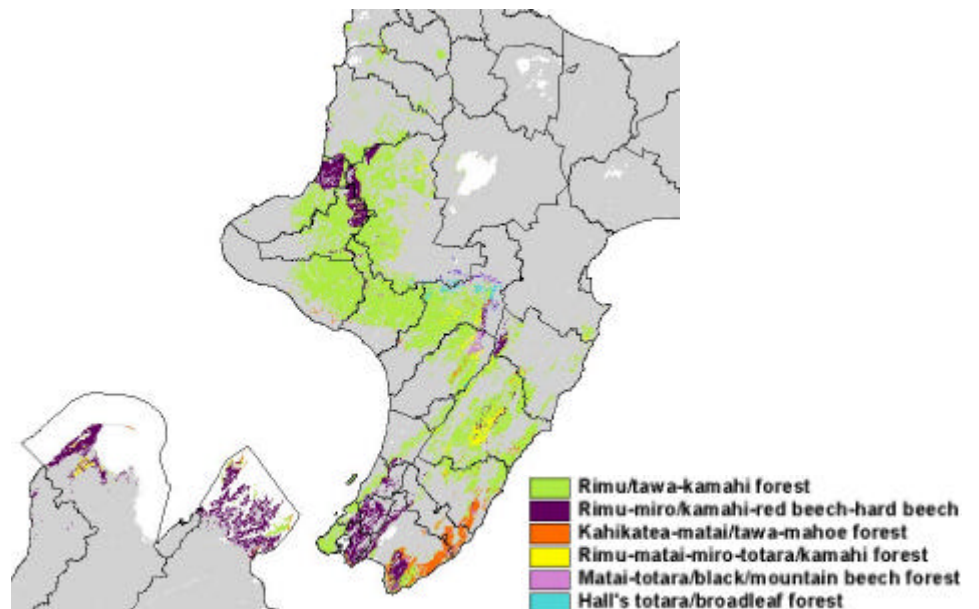 Rimu/tawa-kamahi forest
Rimu-miro/kamahi-red beech-hard beech
Kahikatea-matai/tawa-mahoe forest
Rimu-matai-miro-totara/kamahi forest
Matai-totara/black/mountain beech forest
Hall's totara/broadleaf forest